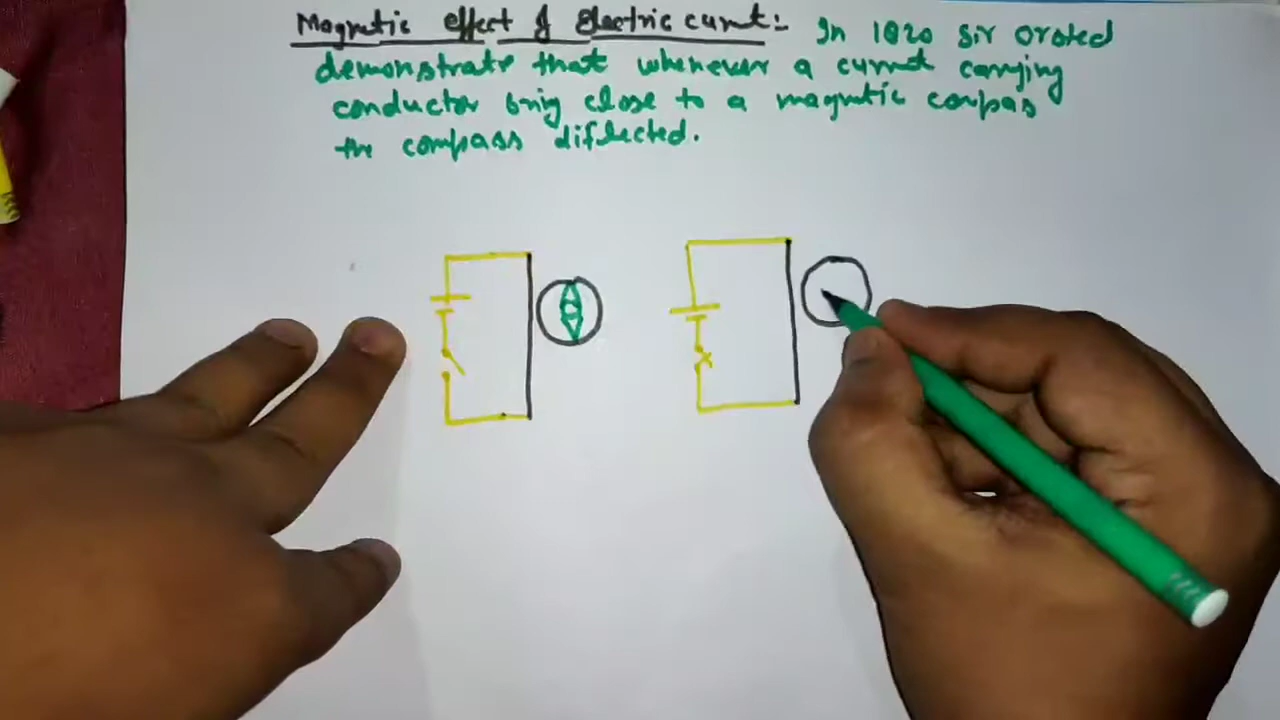 Magnetic effect of Electric current:- In 1820 Sir orsted
demonstrate that whenever a current carrying
conductor bring close to a magnetic compas
the compass diflected.